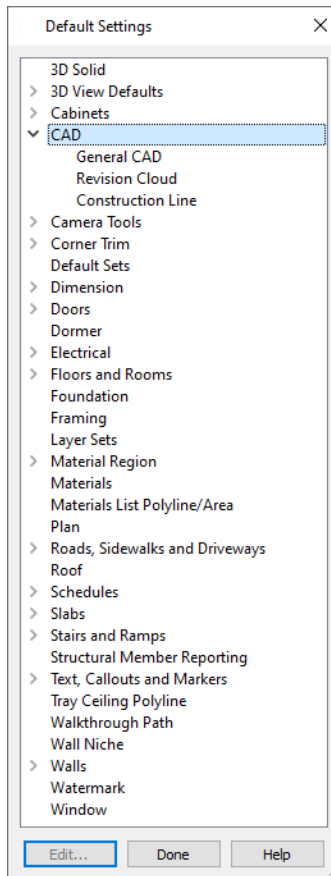 Default Settings
3D Solid
3D View Defaults
Cabinets
CAD
General CAD
Revision Cloud
Construction Line
Camera Tools
Corner Trim
Default Sets
Dimension
Doors
Dormer
Electrical
Floors and Rooms
Foundation
Framing
Layer Sets
Material Region
Materials
Materials List Polyline/Area
Plan
Roads, Sidewalks and Driveways
Roof
Schedules
Slabs
Stairs and Ramps
Structural Member Reporting
Text, Callouts and Markers
Tray Ceiling Polyline
Walkthrough Path
Wall Niche
Walls
Watermark
Window
Edit... Done Help